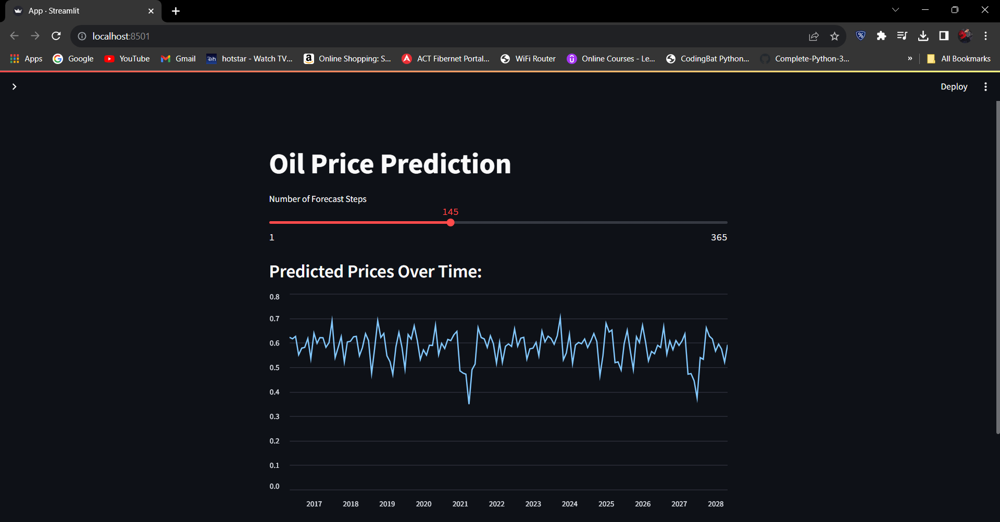 App · Streamlit
localhost:8501
Apps Google YouTube Gmail hotstar - Watch TV... Online Shopping: S... ACT Fibernet Portal... WiFi Router Online Courses - Le... CodingBat Python... Complete-Python-3... » All Bookmarks
Deploy
Oil Price Prediction
Number of Forecast Steps
145
1 365
Predicted Prices Over Time:
0.8
0.7
0.6
0.5
0.4
0.3
0.2
0.1
0.0
2017 2018 2019 2020 2021 2022 2023 2024 2025 2026 2027 2028